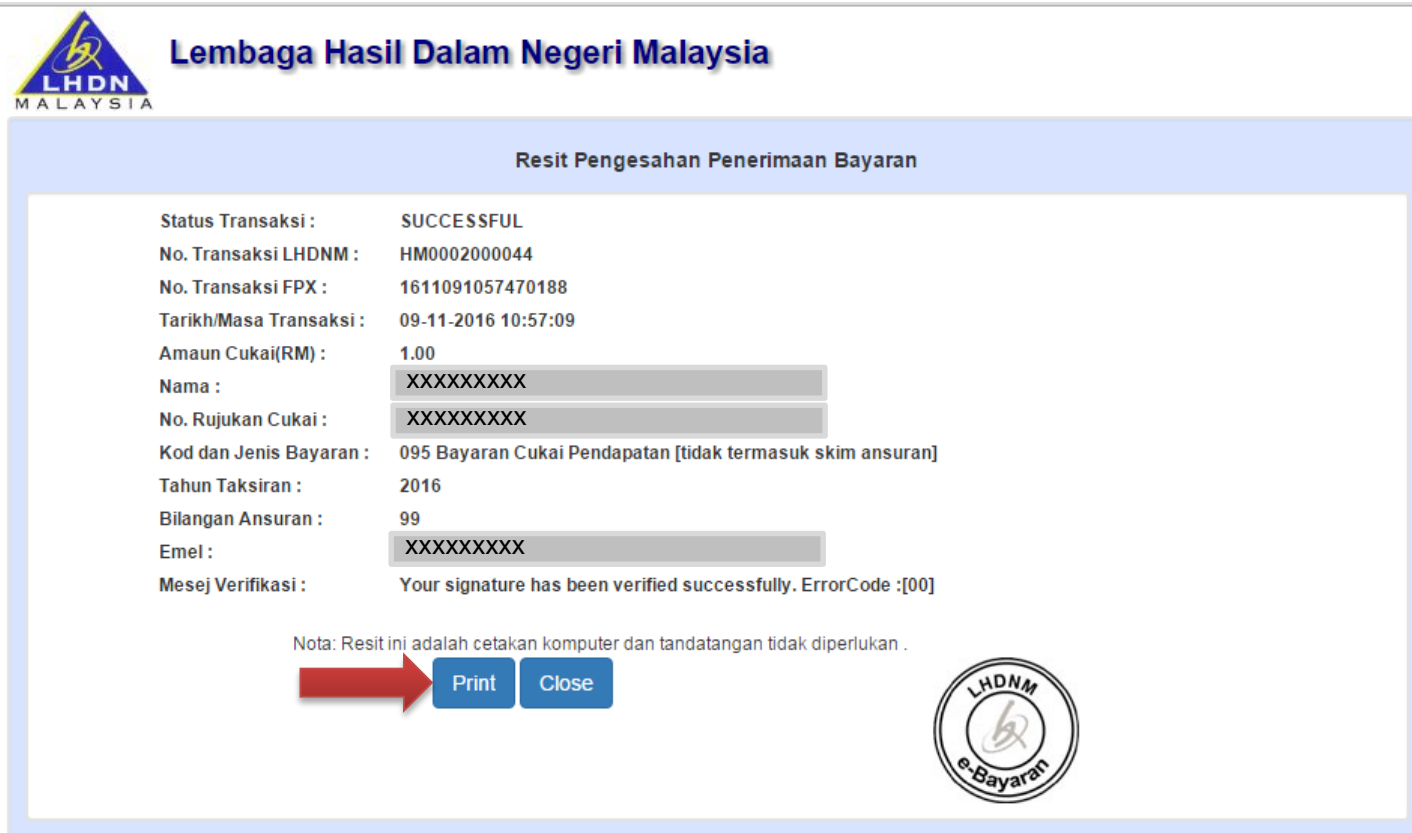 LHDN
MALAYSIA
Lembaga Hasil Dalam Negeri Malaysia
Resit Pengesahan Penerimaan Bayaran
Status Transaksi : SUCCESSFUL
No. Transaksi LHDNM : HM0002000044
No. Transaksi FPX : 1611091057470188
Tarikh/Masa Transaksi : 09-11-2016 10:57:09
Amaun Cukai(RM) : 1.00
Nama : XXXXXXXXX
No. Rujukan Cukai : XXXXXXXXX
Kod dan Jenis Bayaran : 095 Bayaran Cukai Pendapatan [tidak termasuk skim ansuran]
Tahun Taksiran : 2016
Bilangan Ansuran : 99
Emel : XXXXXXXXX
Mesej Verifikasi : Your signature has been verified successfully. ErrorCode :[00]
Nota: Resit ini adalah cetakan komputer dan tandatangan tidak diperlukan .
Print Close
LHDNM
e-Bayaran